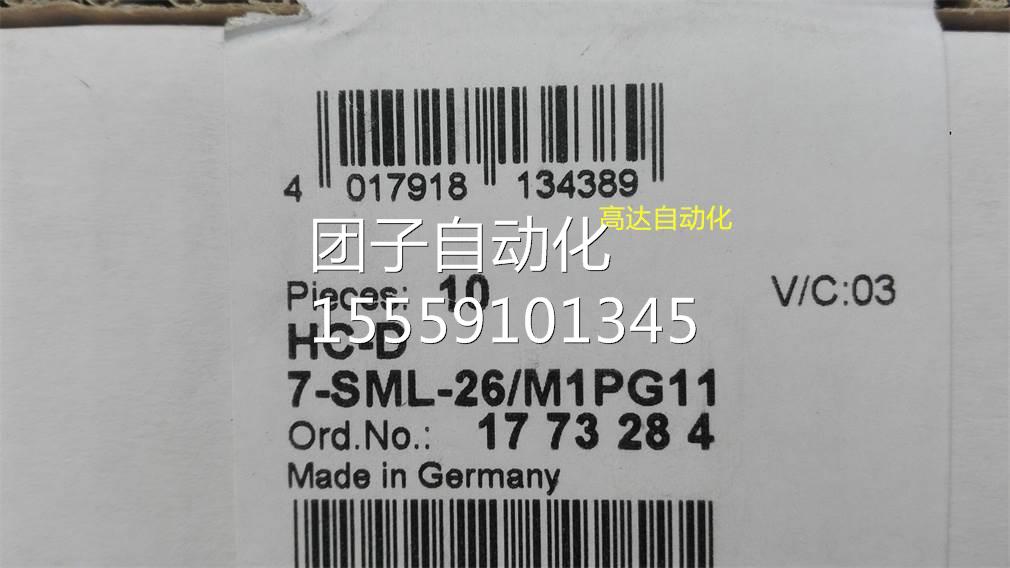 4 017918 134389
高达自动化
团子自动化
Pieces: 10 V/C:03
15559101345
HC-D
7-SML-26/M1PG11
Ord.No.: 17 73 28 4
Made in Germany